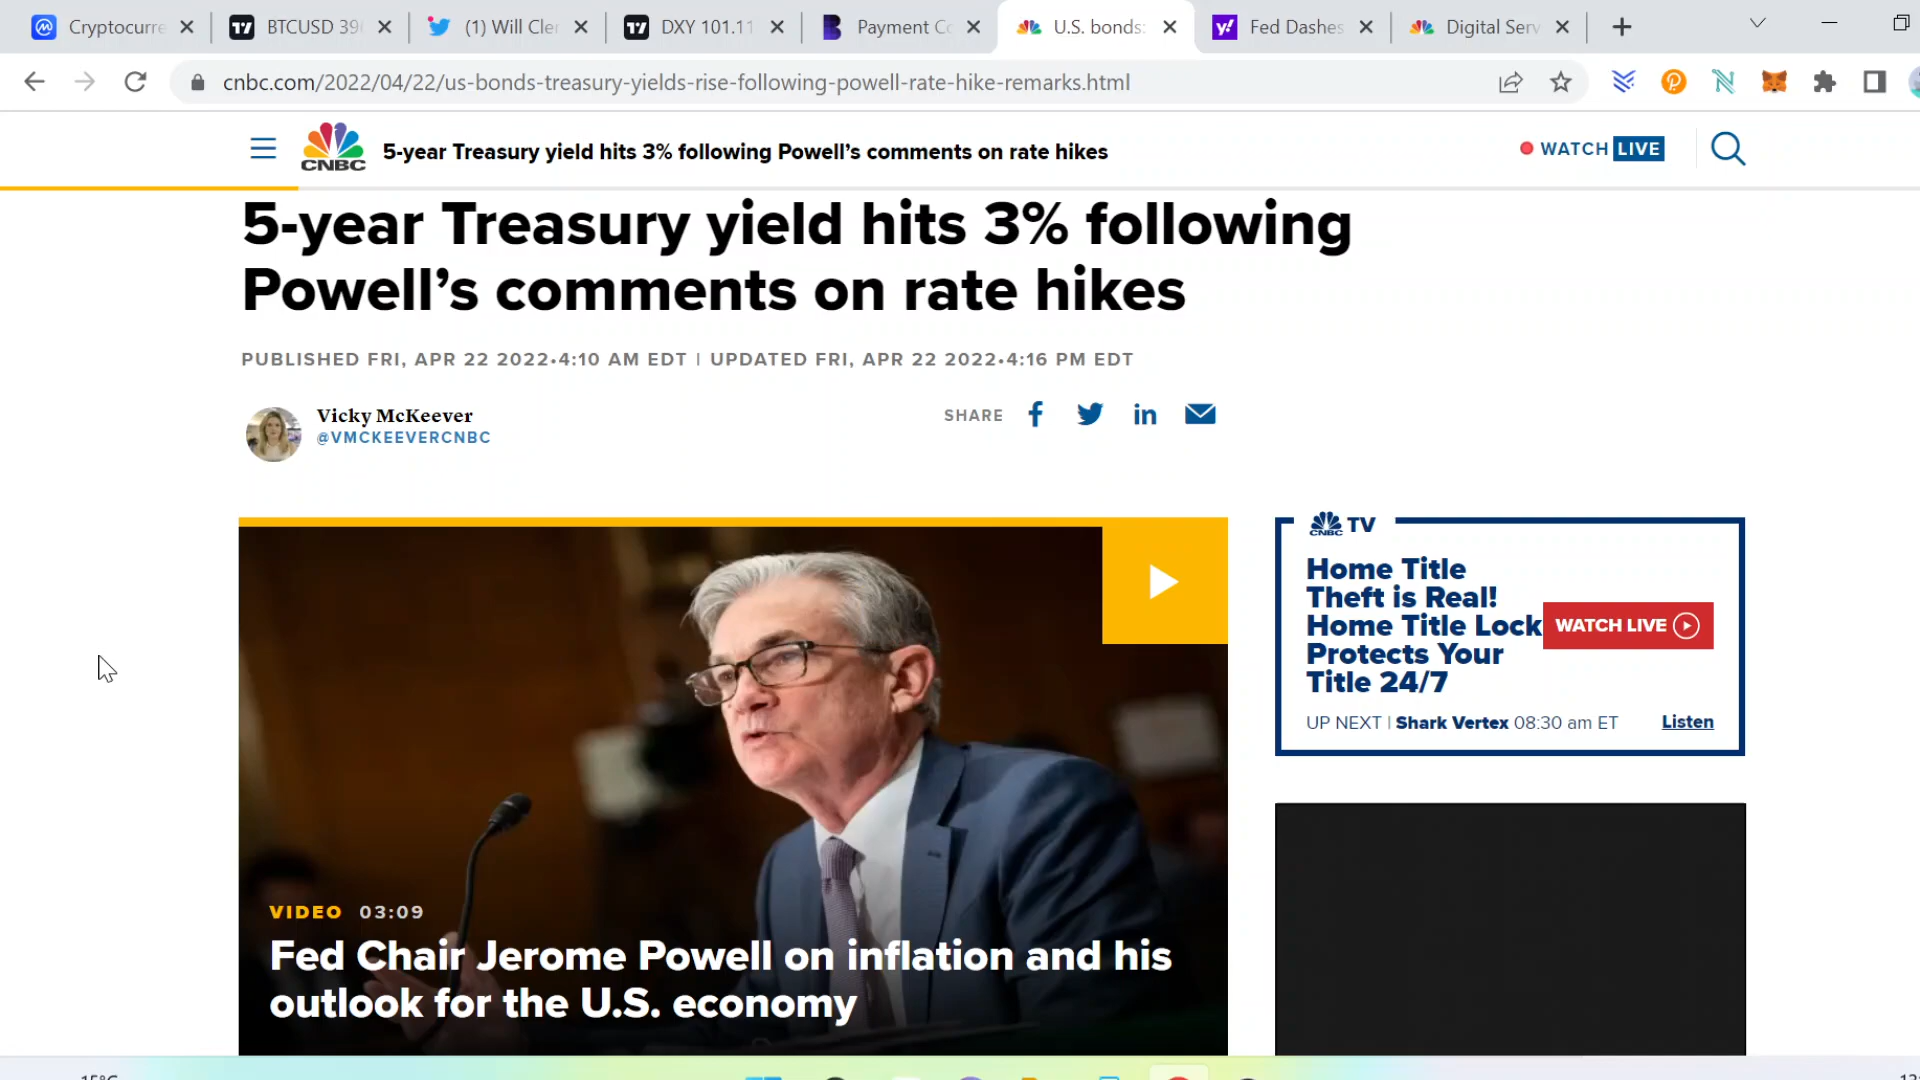 Cryptocurre
BTCUSD 39
(1) Will Cler
DXY 101.11
Payment Co
U.S. bonds:
Fed Dashes
Digital Serv
cnbc.com/2022/04/22/us-bonds-treasury-yields-rise-following-powell-rate-hike-remarks.html
CNBC
5-year Treasury yield hits 3% following Powell’s comments on rate hikes
WATCH LIVE
5-year Treasury yield hits 3% following
Powell’s comments on rate hikes
PUBLISHED FRI, APR 22 2022•4:10 AM EDT | UPDATED FRI, APR 22 2022•4:16 PM EDT
Vicky McKeever
@VMCKEEVERCNBC
SHARE
CNBC TV
Home Title
Theft is Real!
Home Title Lock
Protects Your
Title 24/7
WATCH LIVE
UP NEXT | Shark Vertex 08:30 am ET
Listen
VIDEO 03:09
Fed Chair Jerome Powell on inflation and his
outlook for the U.S. economy
15°C